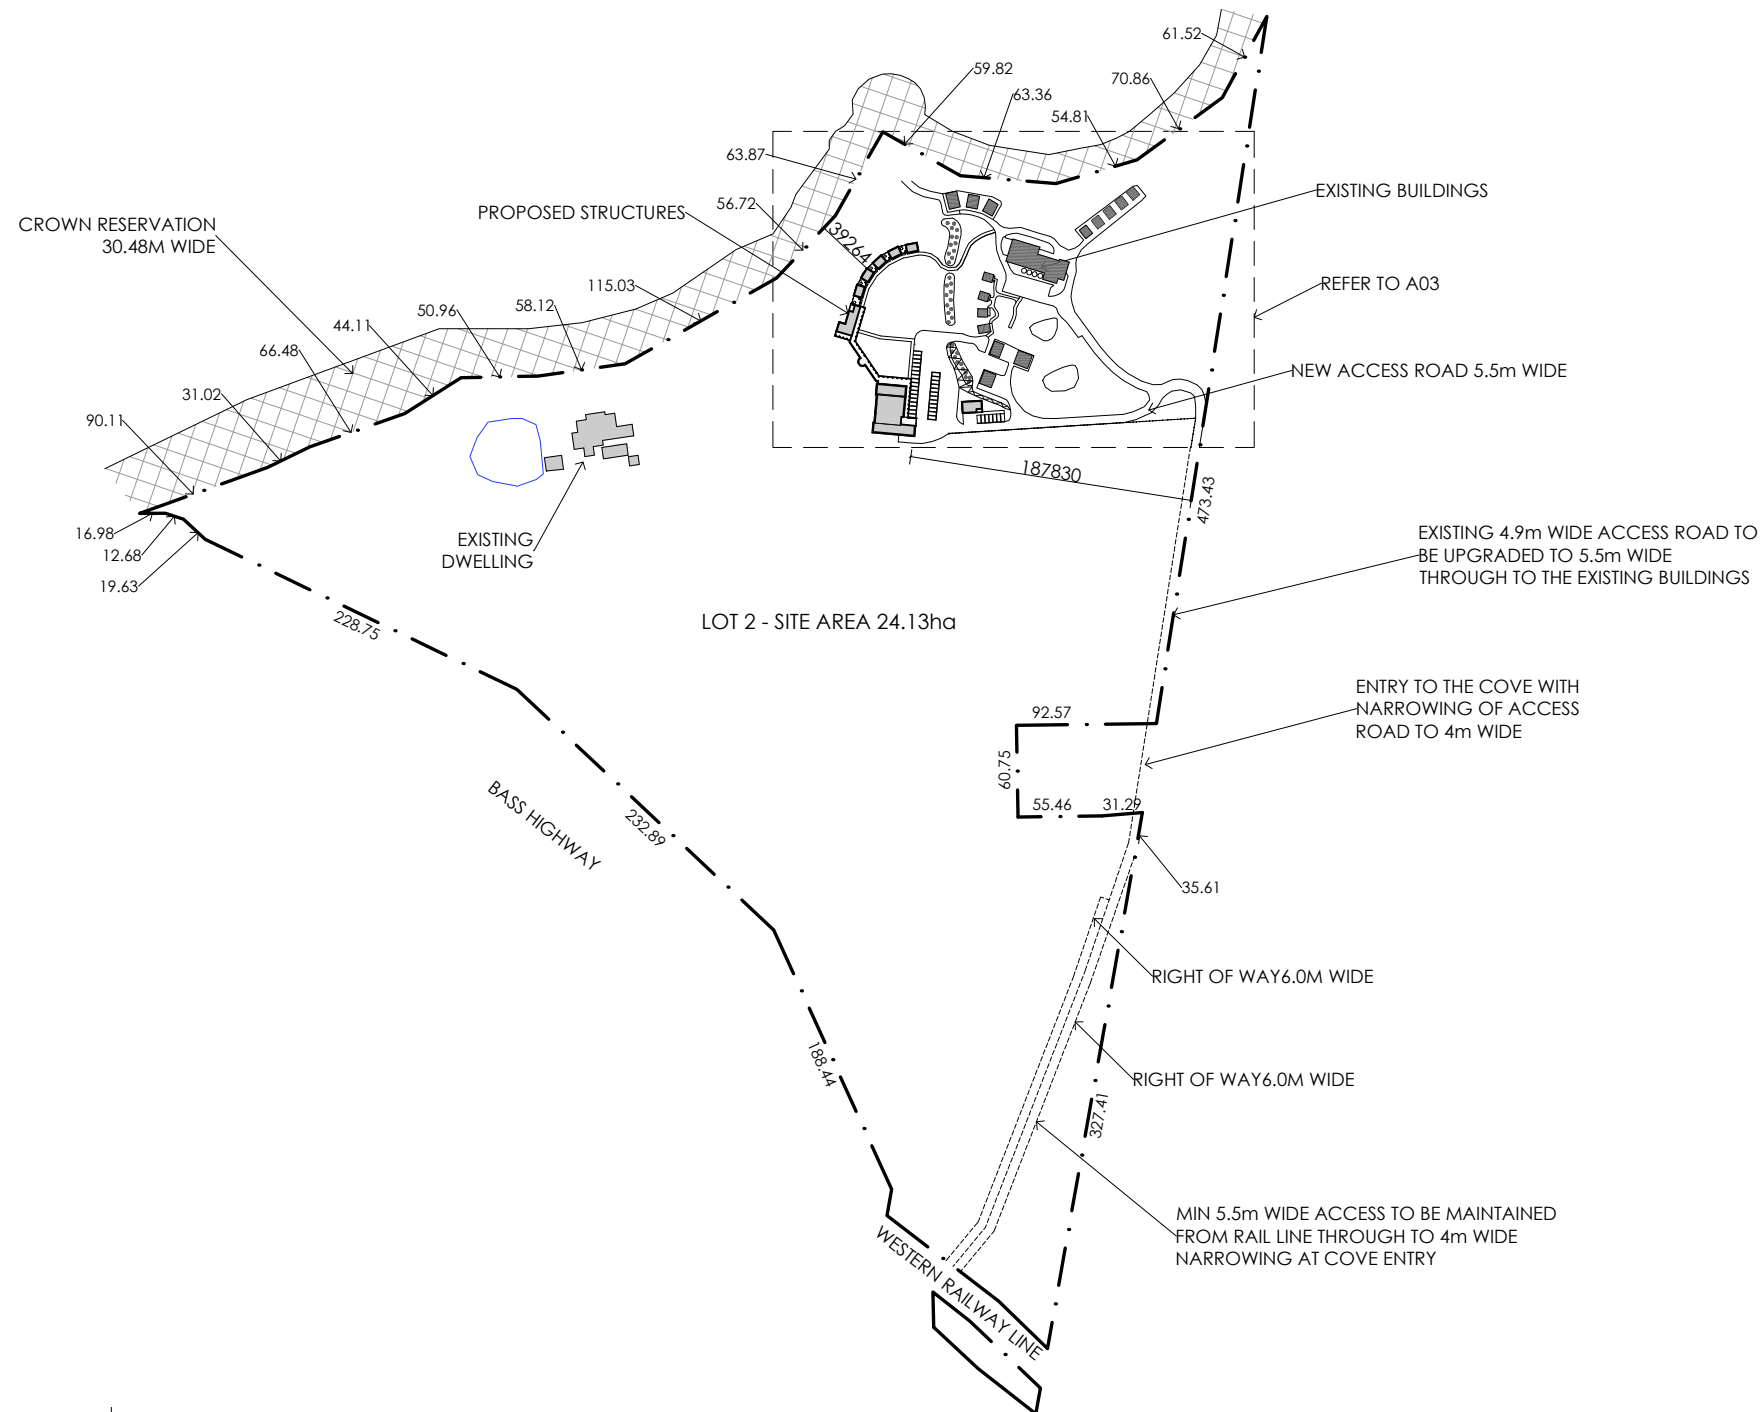 61.52
59.82
70.86
63.36
54.81
63.87
EXISTING BUILDINGS
56.72
PROPOSED STRUCTURES
CROWN RESERVATION
30.48M WIDE
39264
REFER TO A03
115.03
58.12
50.96
44.11
66.48
NEW ACCESS ROAD 5.5m WIDE
31.02
90.11
187830
473.43
16.98
12.68
19.63
EXISTING
DWELLING
EXISTING 4.9m WIDE ACCESS ROAD TO
BE UPGRADED TO 5.5m WIDE
THROUGH TO THE EXISTING BUILDINGS
228.75
LOT 2 - SITE AREA 24.13ha
ENTRY TO THE COVE WITH
NARROWING OF ACCESS
ROAD TO 4m WIDE
92.57
60.75
55.46
31.29
BASS HIGHWAY
232.89
35.61
RIGHT OF WAY6.0M WIDE
188.44
RIGHT OF WAY6.0M WIDE
327.41
MIN 5.5m WIDE ACCESS TO BE MAINTAINED
FROM RAIL LINE THROUGH TO 4m WIDE
NARROWING AT COVE ENTRY
WESTERN RAILWAY LINE